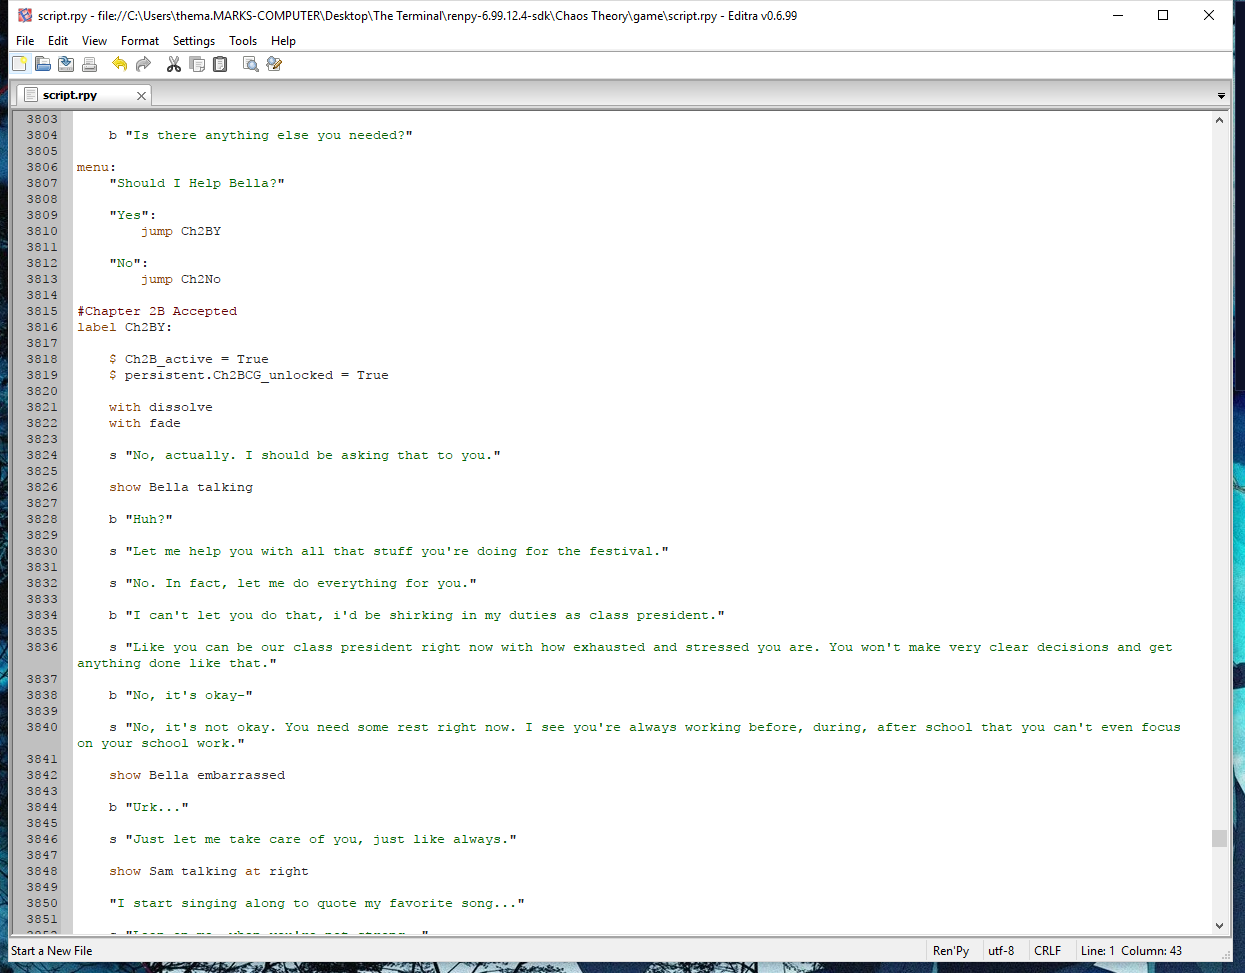 script.rpy - file://C:\Users\thema.MARKS-COMPUTER\Desktop\The Terminal\renpy-6.99.12.4-sdk\Chaos Theory\game\script.rpy - Editra v0.6.99
File Edit View Format Settings Tools Help
script.rpy
3803
3804 b "Is there anything else you needed?"
3805
3806 menu:
3807 "Should I Help Bella?"
3808
3809 "Yes":
3810 jump Ch2BY
3811
3812 "No":
3813 jump Ch2No
3814
3815 #Chapter 2B Accepted
3816 label Ch2BY:
3817
3818 $ Ch2B_active = True
3819 $ persistent.Ch2BCG_unlocked = True
3820
3821 with dissolve
3822 with fade
3823
3824 s "No, actually. I should be asking that to you."
3825
3826 show Bella talking
3827
3828 b "Huh?"
3829
3830 s "Let me help you with all that stuff you're doing for the festival."
3831
3832 s "No. In fact, let me do everything for you."
3833
3834 b "I can't let you do that, i'd be shirking in my duties as class president."
3835
3836 s "Like you can be our class president right now with how exhausted and stressed you are. You won't make very clear decisions and get
anything done like that."
3837
3838 b "No, it's okay-"
3839
3840 s "No, it's not okay. You need some rest right now. I see you're always working before, during, after school that you can't even focus
on your school work."
3841
3842 show Bella embarrassed
3843
3844 b "Urk..."
3845
3846 s "Just let me take care of you, just like always."
3847
3848 show Sam talking at right
3849
3850 "I start singing along to quote my favorite song..."
3851
Start a New File Ren'Py utf-8 CRLF Line: 1 Column: 43